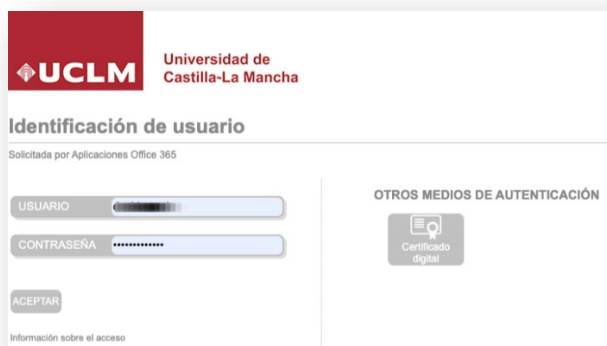 UCLM
Universidad de
Castilla-La Mancha
Identificación de usuario
Solicitada por Aplicaciones Office 365
USUARIO
CONTRASEÑA •••••••••••••
ACEPTAR
Información sobre el acceso
OTROS MEDIOS DE AUTENTICACIÓN
Certificado
digital